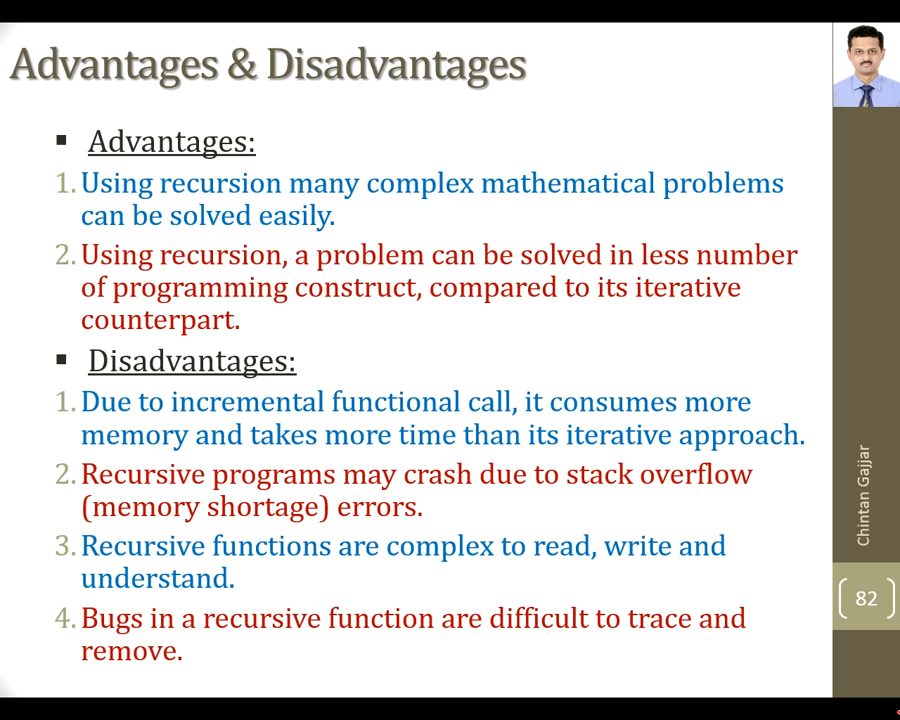 Advantages & Disadvantages
▪ Advantages:
1. Using recursion many complex mathematical problems
can be solved easily.
2. Using recursion, a problem can be solved in less number
of programming construct, compared to its iterative
counterpart.
▪ Disadvantages:
1. Due to incremental functional call, it consumes more
memory and takes more time than its iterative approach.
2. Recursive programs may crash due to stack overflow
(memory shortage) errors.
3. Recursive functions are complex to read, write and
understand.
4. Bugs in a recursive function are difficult to trace and
remove.
Chintan Gajjar
82